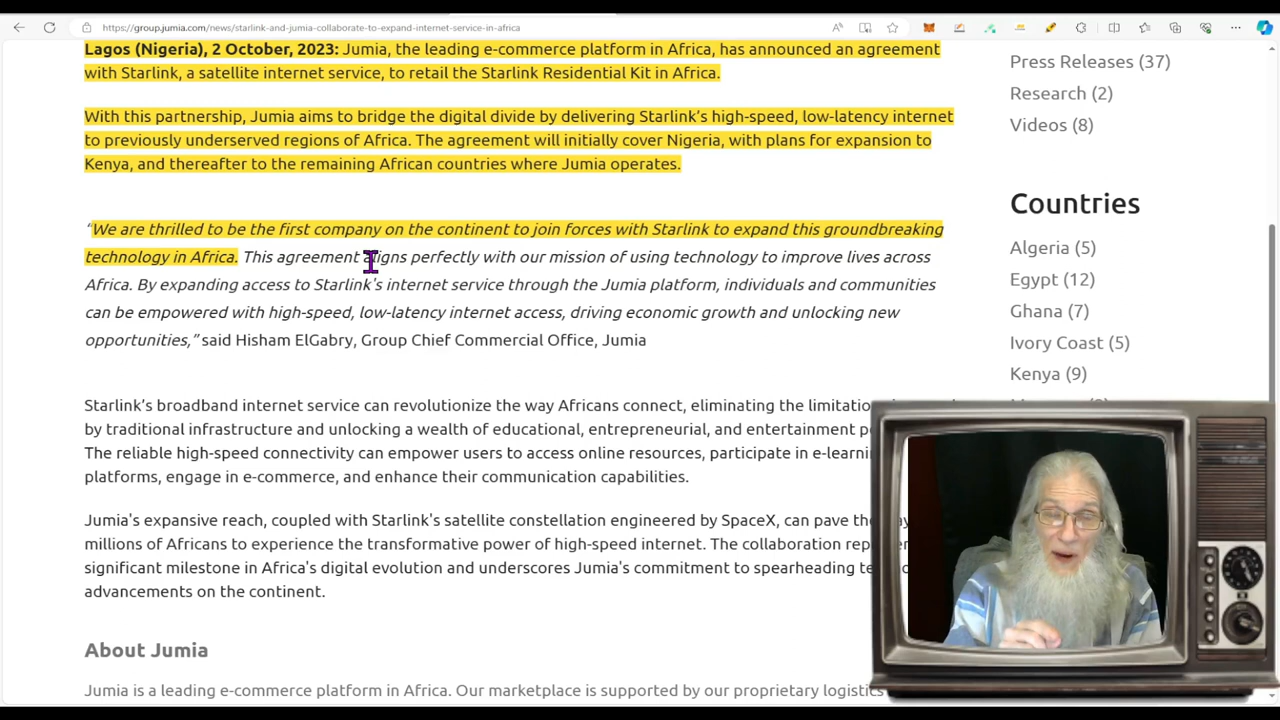 https://group.jumia.com/news/starlink-and-jumia-collaborate-to-expand-internet-service-in-africa
Lagos (Nigeria), 2 October, 2023: Jumia, the leading e-commerce platform in Africa, has announced an agreement
with Starlink, a satellite internet service, to retail the Starlink Residential Kit in Africa.
With this partnership, Jumia aims to bridge the digital divide by delivering Starlink’s high-speed, low-latency internet
to previously underserved regions of Africa. The agreement will initially cover Nigeria, with plans for expansion to
Kenya, and thereafter to the remaining African countries where Jumia operates.
“We are thrilled to be the first company on the continent to join forces with Starlink to expand this groundbreaking
technology in Africa. This agreement aligns perfectly with our mission of using technology to improve lives across
Africa. By expanding access to Starlink's internet service through the Jumia platform, individuals and communities
can be empowered with high-speed, low-latency internet access, driving economic growth and unlocking new
opportunities,” said Hisham ElGabry, Group Chief Commercial Office, Jumia
Starlink’s broadband internet service can revolutionize the way Africans connect, eliminating the
by traditional infrastructure and unlocking a wealth of educational, entrepreneurial, and entertainment
The reliable high-speed connectivity can empower users to access online resources, participate in
platforms, engage in e-commerce, and enhance their communication capabilities.
Jumia's expansive reach, coupled with Starlink's satellite constellation engineered by SpaceX, can pave
millions of Africans to experience the transformative power of high-speed internet. The collaboration
significant milestone in Africa's digital evolution and underscores Jumia's commitment to spearheading
advancements on the continent.
About Jumia
Jumia is a leading e-commerce platform in Africa. Our marketplace is supported by our proprietary logistics
Press Releases (37)
Research (2)
Videos (8)
Countries
Algeria (5)
Egypt (12)
Ghana (7)
Ivory Coast (5)
Kenya (9)